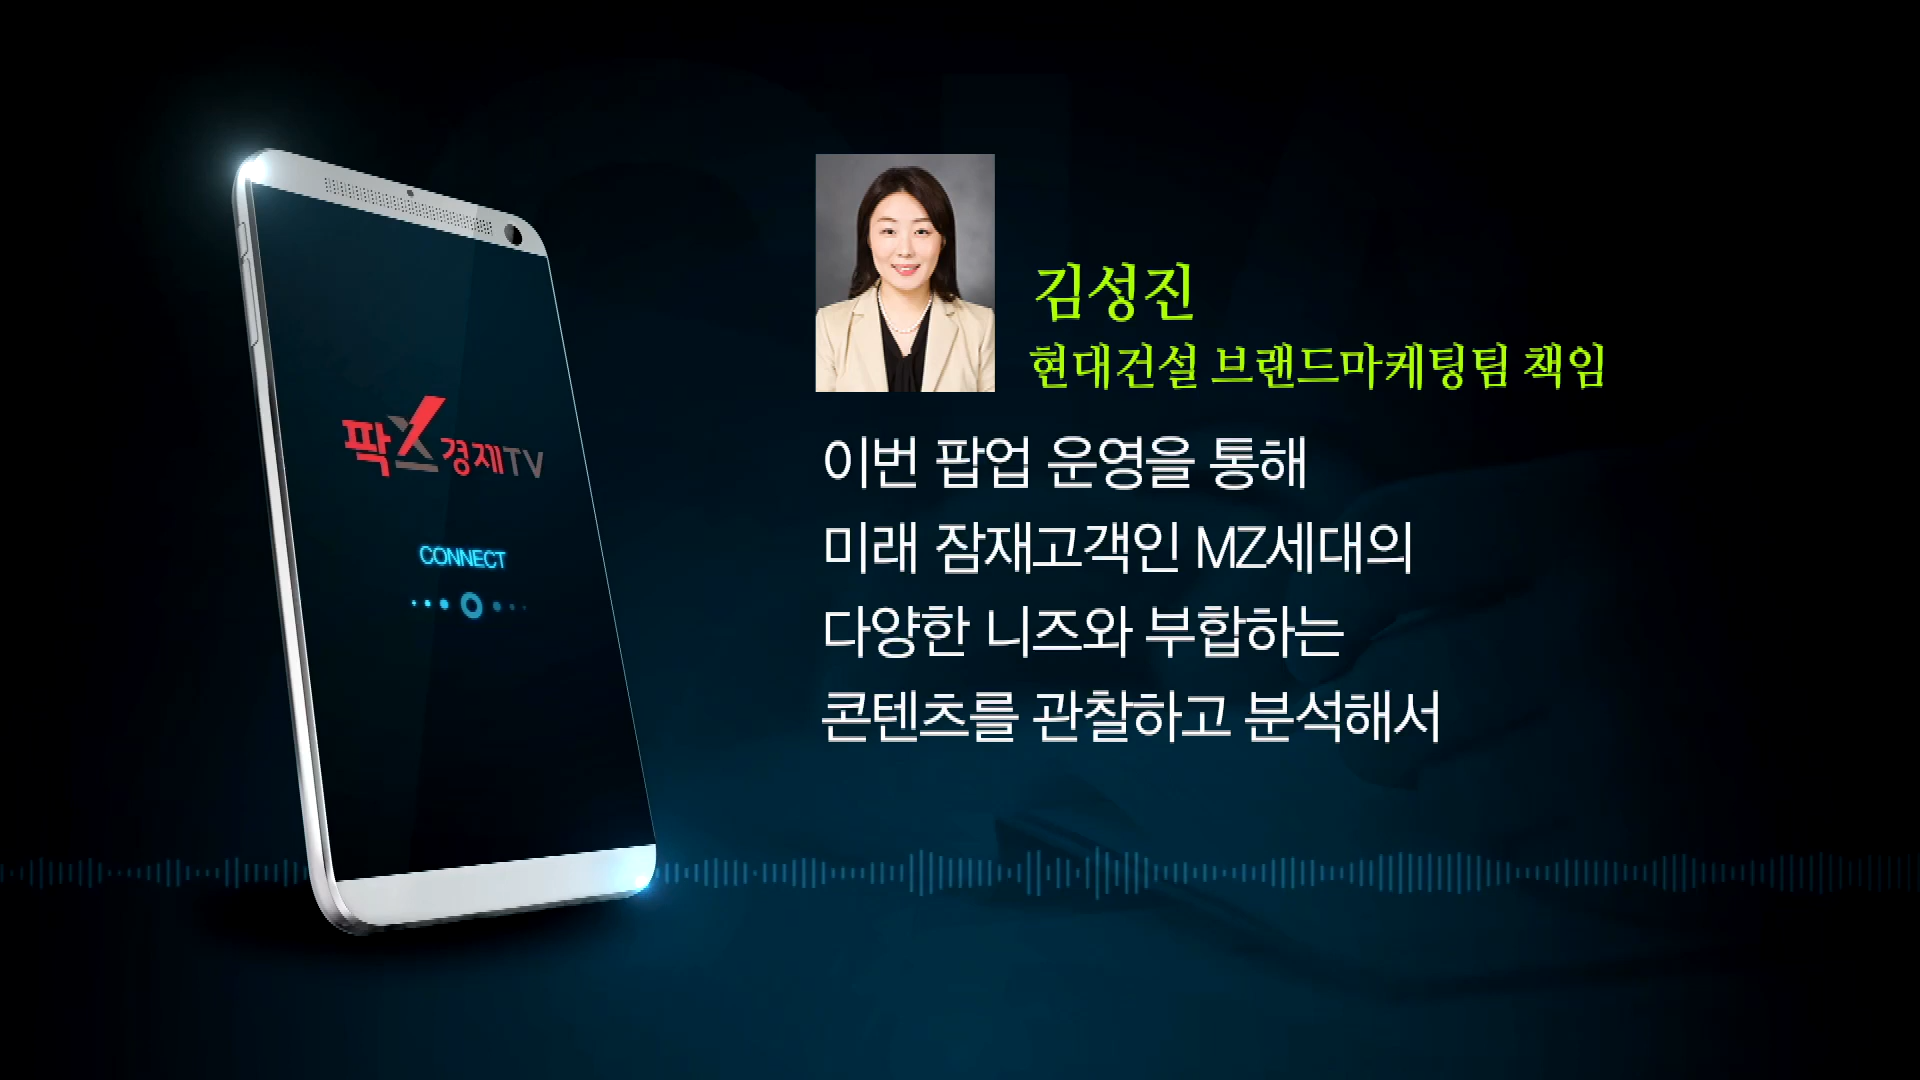 팍스경제TV
CONNECT
김성진
현대건설 브랜드마케팅팀 책임
이번 팝업 운영을 통해
미래 잠재고객인 MZ세대의
다양한 니즈와 부합하는
콘텐츠를 관찰하고 분석해서